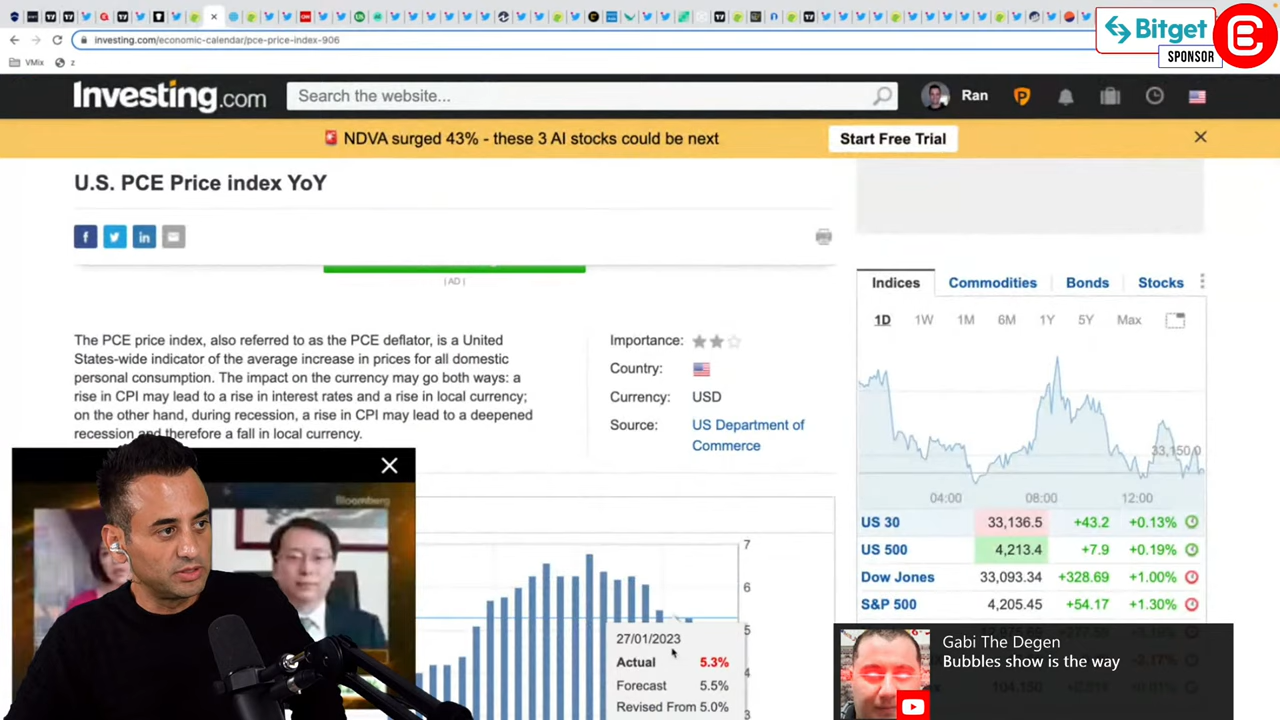 Bitget
SPONSOR
investing.com/economic-calendar/pce-price-index-906
VMix
z
Investing.com
Search the website...
Ran
NDVA surged 43% - these 3 AI stocks could be next
Start Free Trial
U.S. PCE Price index YoY
[AD]
The PCE price index, also referred to as the PCE deflator, is a United
States-wide indicator of the average increase in prices for all domestic
personal consumption. The impact on the currency may go both ways: a
rise in CPI may lead to a rise in interest rates and a rise in local currency;
on the other hand, during recession, a rise in CPI may lead to a deepened
recession and therefore a fall in local currency.
Importance:
Country:
Currency: USD
Source: US Department of
Commerce
Indices Commodities Bonds Stocks
1D 1W 1M 6M 1Y 5Y Max
33,150.0
04:00 08:00 12:00
US 30 33,136.5 +43.2 +0.13%
US 500 4,213.4 +7.9 +0.19%
Dow Jones 33,093.34 +328.69 +1.00%
S&P 500 4,205.45 +54.17 +1.30%
Bloomberg
7
6
5
4
3
27/01/2023
Actual 5.3%
Forecast 5.5%
Revised From 5.0%
Gabi The Degen
Bubbles show is the way